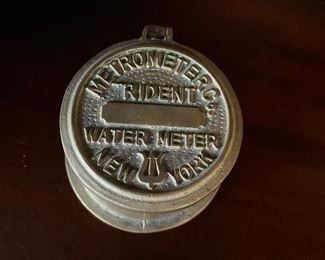 METROMETER Co
TRIDENT
WATER METER
NEW YORK